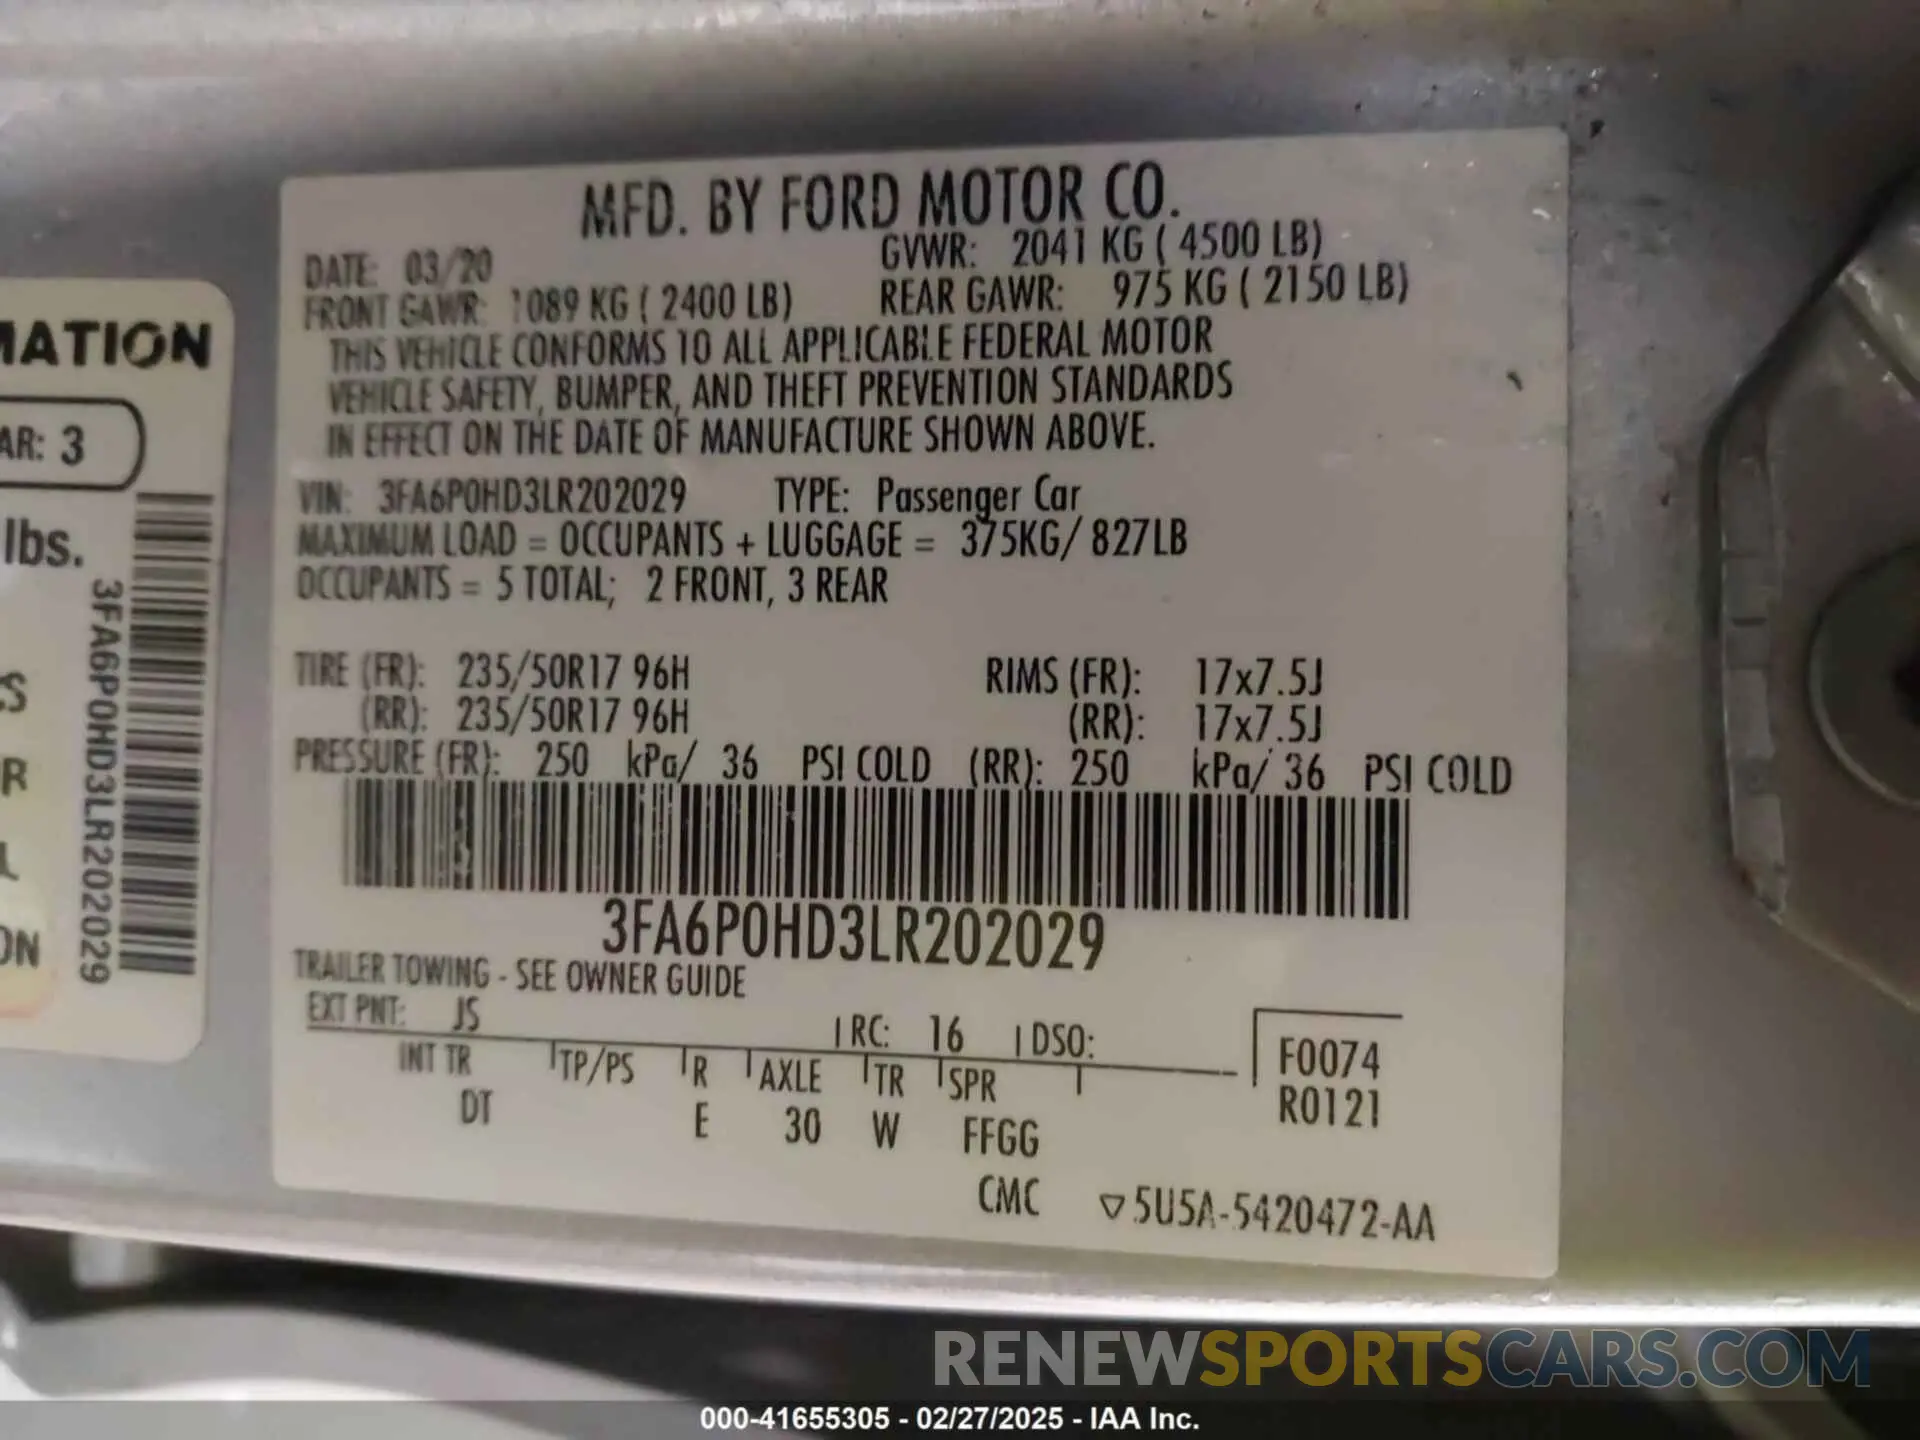 MFD. BY FORD MOTOR CO.
DATE: 03/20 GVWR: 2041 KG ( 4500 LB)
FRONT GAWR: 1089 KG ( 2400 LB) REAR GAWR: 975 KG ( 2150 LB)
THIS VEHICLE CONFORMS TO ALL APPLICABLE FEDERAL MOTOR
VEHICLE SAFETY, BUMPER, AND THEFT PREVENTION STANDARDS
IN EFFECT ON THE DATE OF MANUFACTURE SHOWN ABOVE.
VIN: 3FA6P0HD3LR202029 TYPE: Passenger Car
MAXIMUM LOAD = OCCUPANTS + LUGGAGE = 375KG/ 827LB
OCCUPANTS = 5 TOTAL; 2 FRONT, 3 REAR
TIRE (FR): 235/50R17 96H RIMS (FR): 17x7.5J
(RR): 235/50R17 96H (RR): 17x7.5J
PRESSURE (FR): 250 kPa/ 36 PSI COLD (RR): 250 kPa/ 36 PSI COLD
3FA6P0HD3LR202029
TRAILER TOWING - SEE OWNER GUIDE
EXT PNT: JS RC: 16 DSO:
INT TR TP/PS R AXLE TR SPR
DT E 30 W FFGG
F0074
R0121
CMC ▽5U5A-5420472-AA
MATION
AR: 3
lbs.
3FA6P0HD3LR202029
CS
R
L
ON
RENEWSPORTSCARS.COM
000-41655305 - 02/27/2025 - IAA Inc.